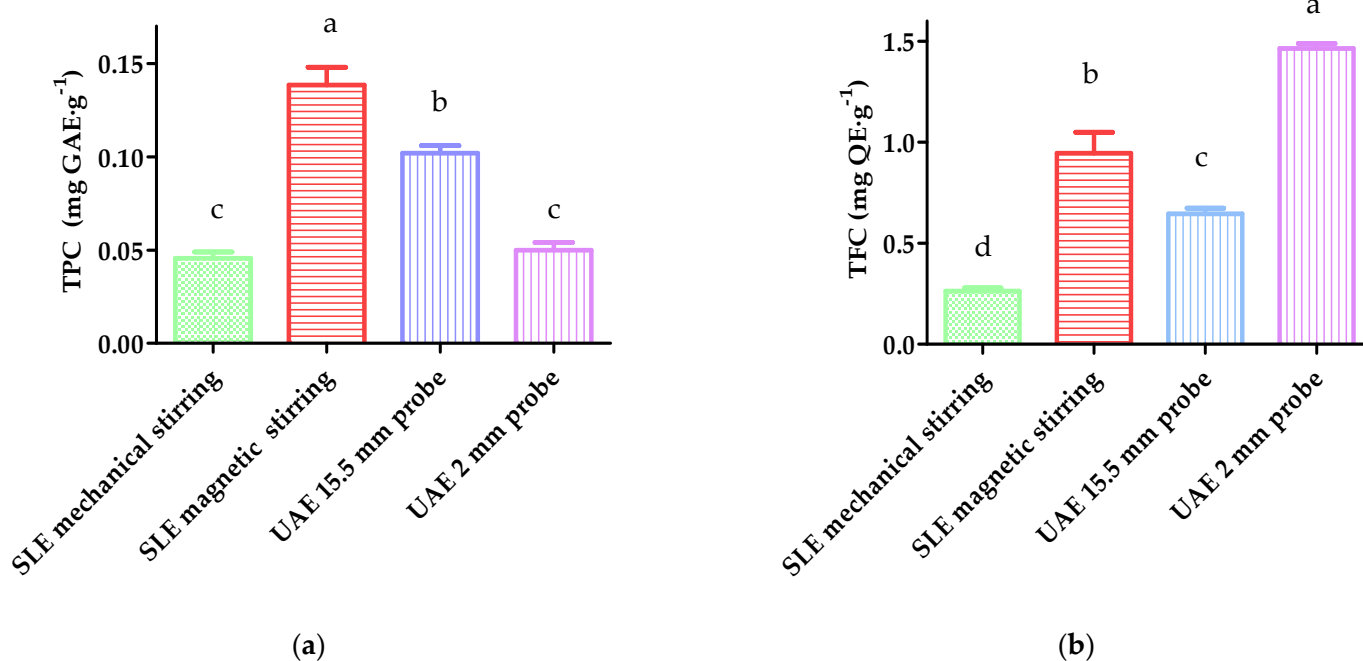 a
b
c
c
0.15
0.10
0.05
0.00
TPC (mg GAE·g⁻¹)
SLE mechanical stirring
SLE magnetic stirring
UAE 15.5 mm probe
UAE 2 mm probe
(a)
a
b
c
d
1.5
1.0
0.5
0.0
TFC (mg QE·g⁻¹)
SLE mechanical stirring
SLE magnetic stirring
UAE 15.5 mm probe
UAE 2 mm probe
(b)